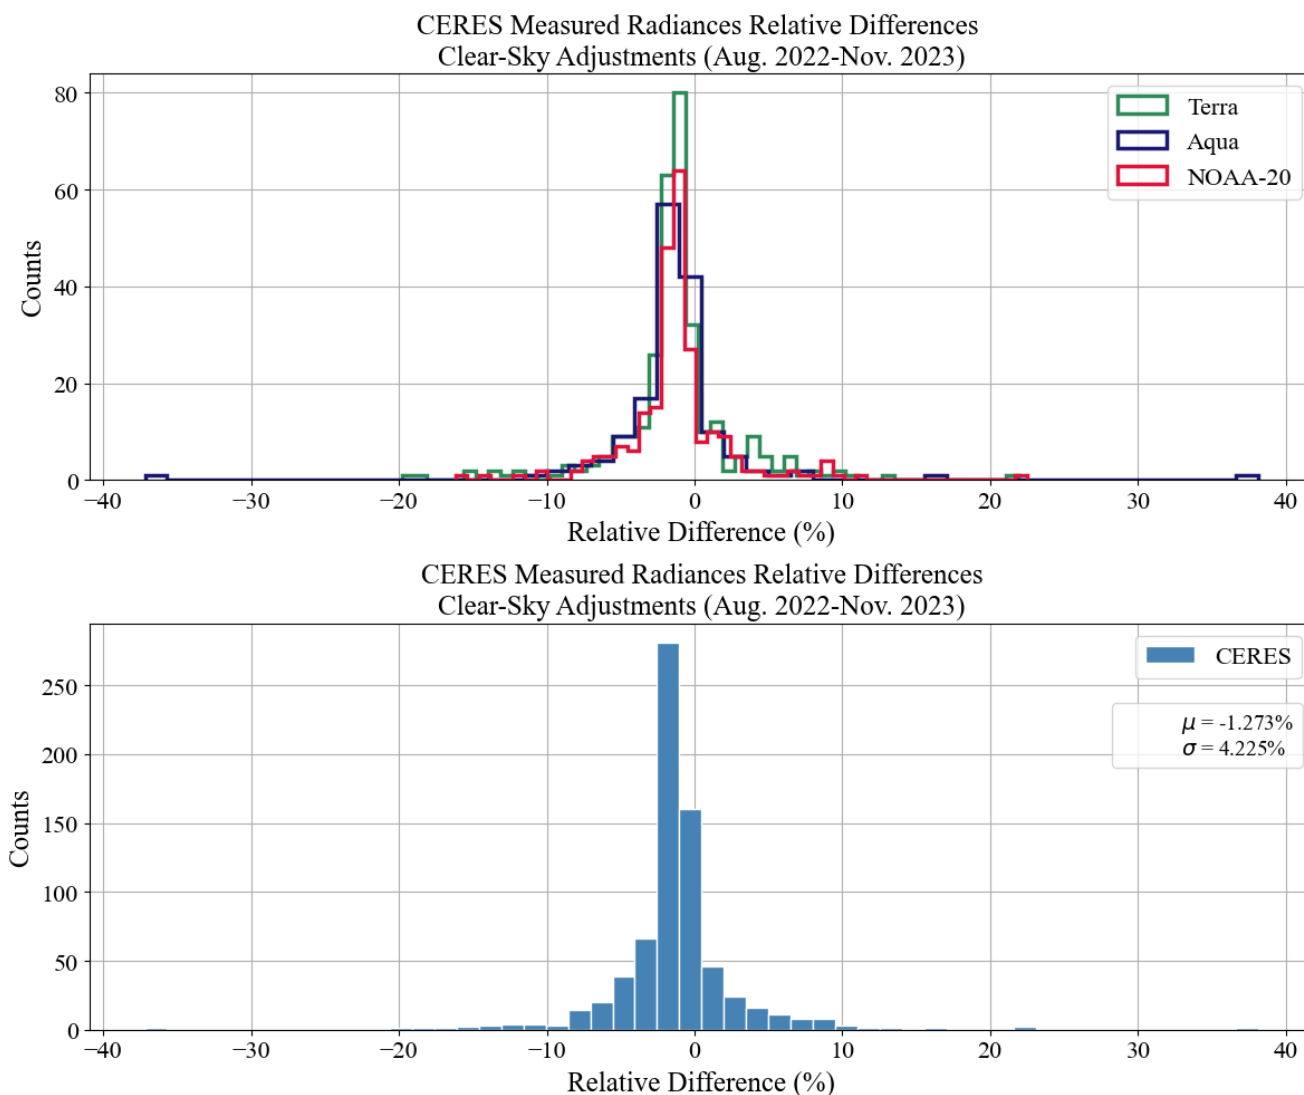 CERES Measured Radiances Relative Differences
Clear-Sky Adjustments (Aug. 2022-Nov. 2023)
80
60
40
20
0
Counts
Terra
Aqua
NOAA-20
−40 −30 −20 −10 0 10 20 30 40
Relative Difference (%)
CERES Measured Radiances Relative Differences
Clear-Sky Adjustments (Aug. 2022-Nov. 2023)
250
200
150
100
50
0
Counts
CERES
μ = -1.273%
σ = 4.225%
−40 −30 −20 −10 0 10 20 30 40
Relative Difference (%)